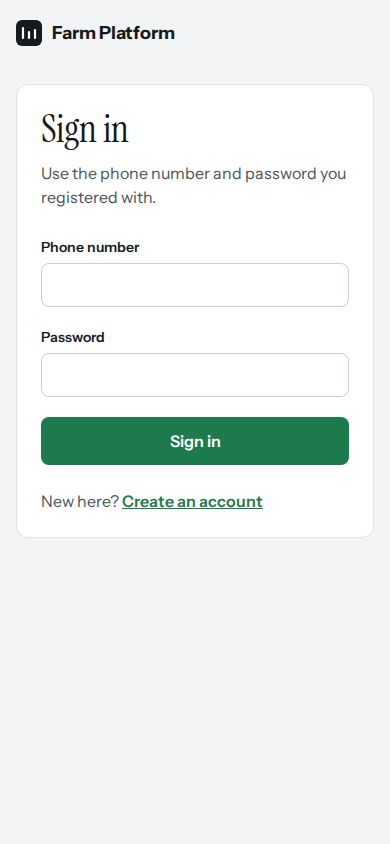 Farm Platform
Sign in
Use the phone number and password you
registered with.
Phone number
Password
Sign in
New here? Create an account